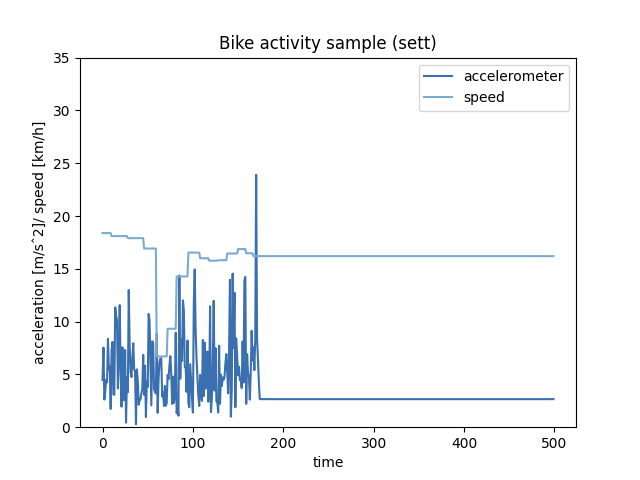 Bike activity sample (sett)
accelerometer
speed
acceleration [m/sˆ2]/ speed [km/h]
35
30
25
20
15
10
5
0
0 100 200 300 400 500
time